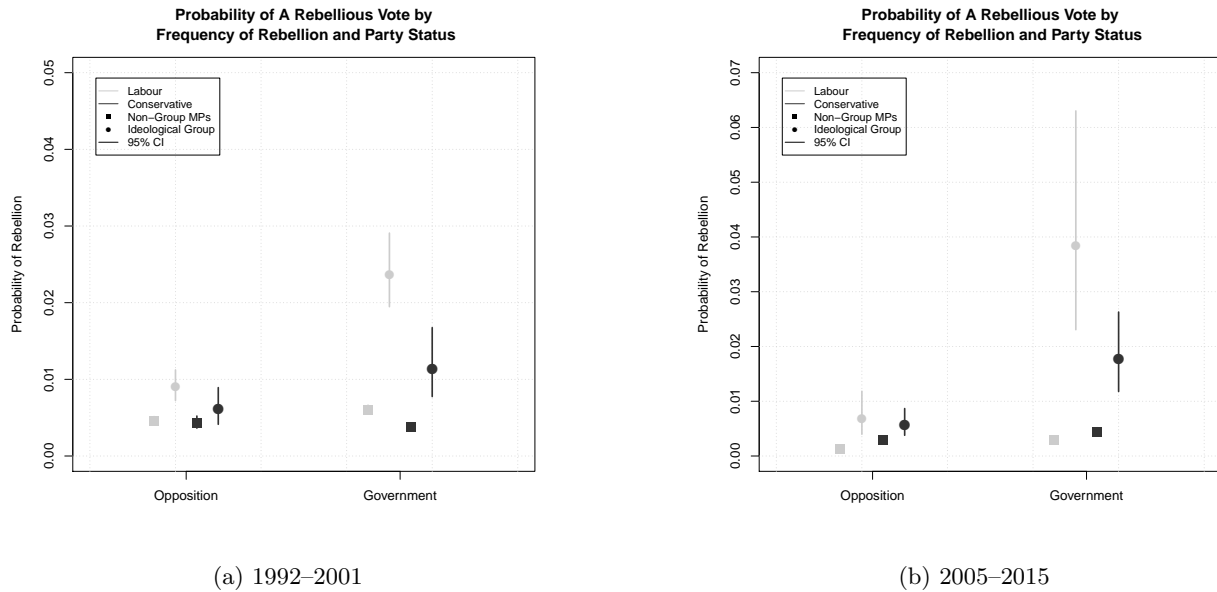 Probability of A Rebellious Vote by
Frequency of Rebellion and Party Status
0.05
0.04
0.03
0.02
0.01
0.00
Probability of Rebellion
Labour
Conservative
Non−Group MPs
Ideological Group
95% CI
Opposition
Government
(a) 1992–2001
Probability of A Rebellious Vote by
Frequency of Rebellion and Party Status
0.07
0.06
0.05
0.04
0.03
0.02
0.01
0.00
Probability of Rebellion
Labour
Conservative
Non−Group MPs
Ideological Group
95% CI
Opposition
Government
(b) 2005–2015